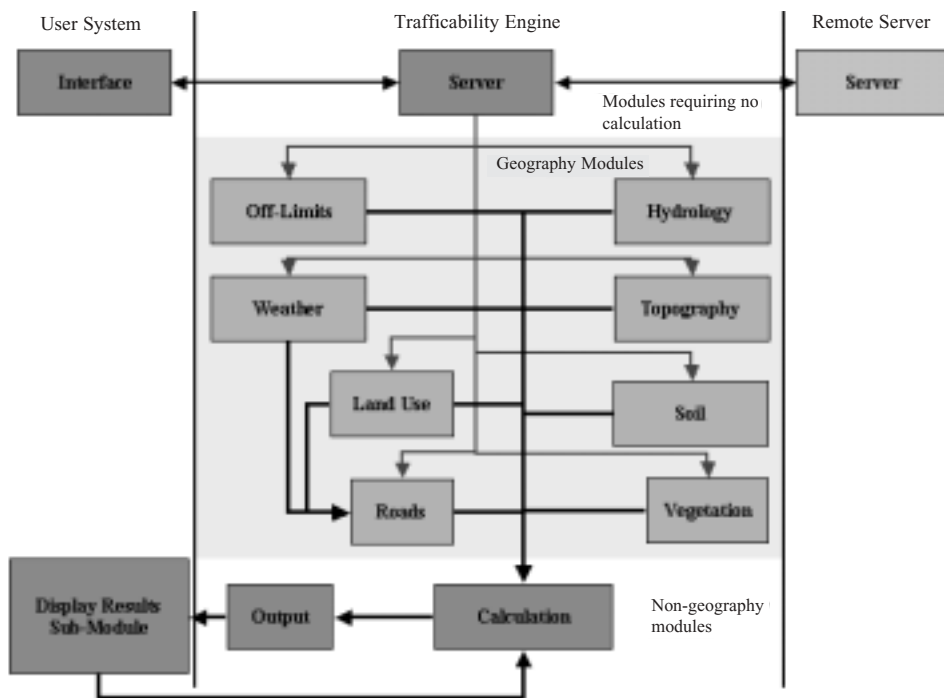 User System
Trafficability Engine
Remote Server
Interface
Server
Server
Modules requiring no
calculation
Geography Modules
Off-Limits
Hydrology
Weather
Topography
Land Use
Soil
Roads
Vegetation
Display Results
Sub-Module
Output
Calculation
Non-geography
modules